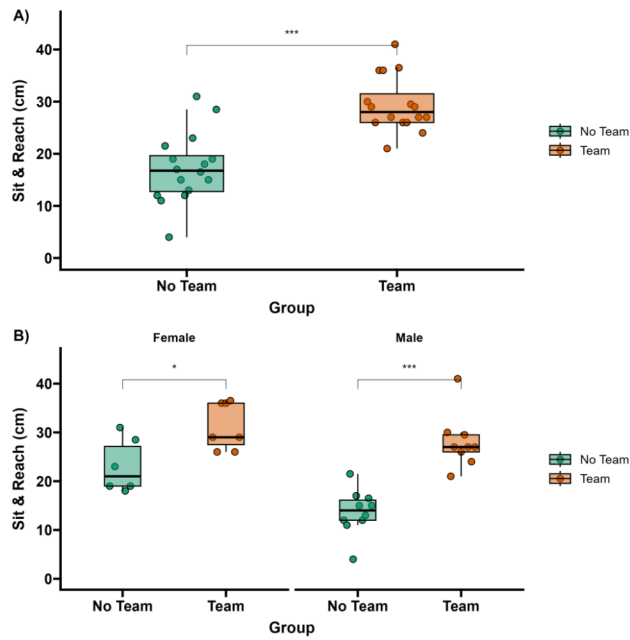 A)
***
40
30
20
10
0
Sit & Reach (cm)
No Team
Team
Group
No Team
Team
B)
Female
Male
*
***
40
30
20
10
0
Sit & Reach (cm)
No Team
Team
No Team
Team
Group
No Team
Team